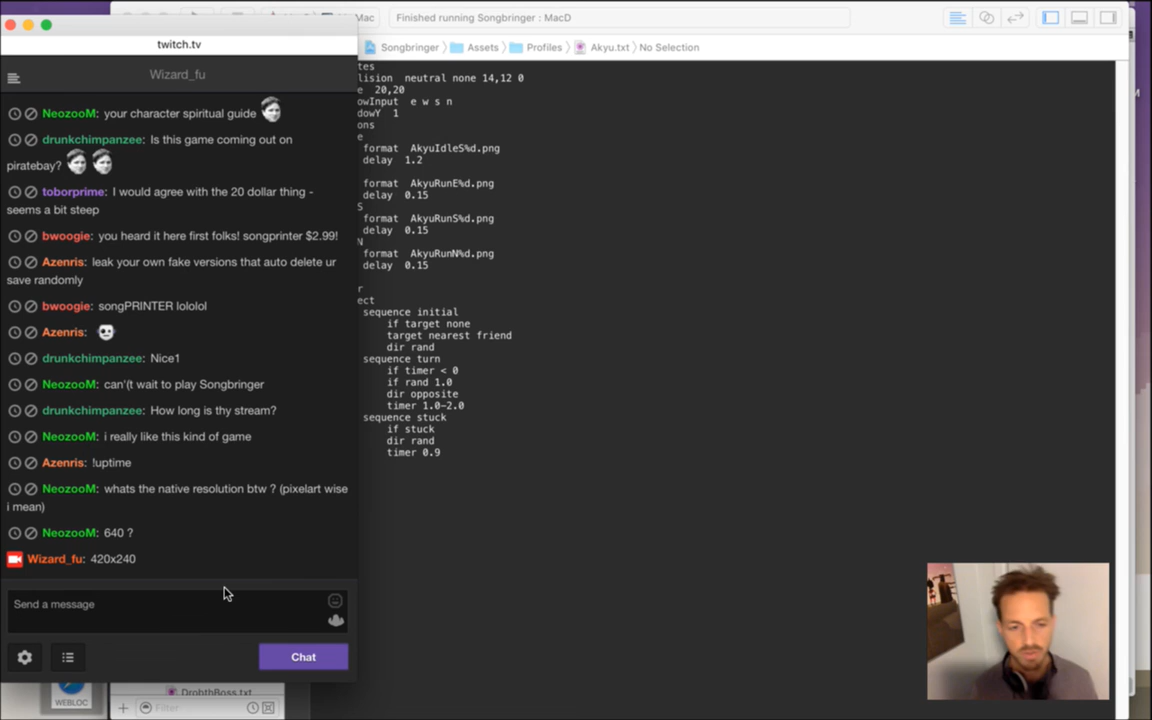 Mac
Finished running Songbringer : MacD
twitch.tv
Wizard_fu
Songbringer
Assets
Profiles
Akyu.txt
No Selection
NeozooM: your character spiritual guide
drunkchimpanzee: Is this game coming out on
piratebay?
toborprime: I would agree with the 20 dollar thing -
seems a bit steep
bwoogie: you heard it here first folks! songprinter $2.99!
Azenris: leak your own fake versions that auto delete ur
save randomly
bwoogie: songPRINTER lololol
Azenris:
drunkchimpanzee: Nice1
NeozooM: can'(t wait to play Songbringer
drunkchimpanzee: How long is thy stream?
NeozooM: i really like this kind of game
Azenris: !uptime
NeozooM: whats the native resolution btw ? (pixelart wise
i mean)
NeozooM: 640 ?
Wizard_fu: 420x240
Send a message
Chat
tes
lision neutral none 14,12 0
e 20,20
owInput e w s n
dowY 1
ons
e
format AkyuIdleS%d.png
delay 1.2
format AkyuRunE%d.png
delay 0.15
S
format AkyuRunS%d.png
delay 0.15
N
format AkyuRunN%d.png
delay 0.15
r
ect
sequence initial
if target none
target nearest friend
dir rand
sequence turn
if timer < 0
if rand 1.0
dir opposite
timer 1.0-2.0
sequence stuck
if stuck
dir rand
timer 0.9
WEBLOC
DrohthBoss.txt
Filter